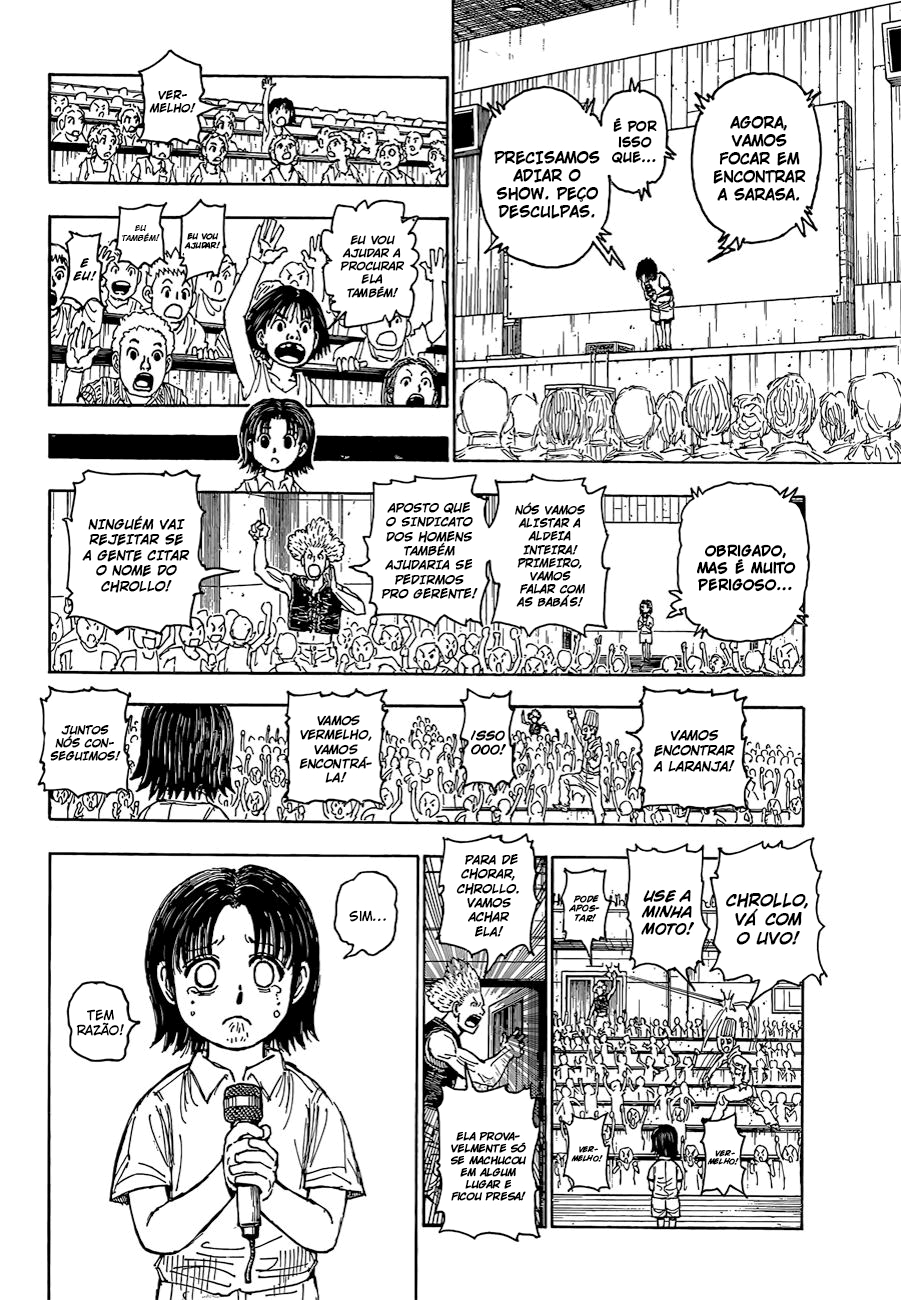 AGORA,
VAMOS
FOCAR EM
ENCONTRAR
A SARASA.
É POR
ISSO
QUE...
PRECISAMOS
ADIAR O
SHOW. PEÇO
DESCULPAS.
VER-
MELHO!
EU VOU
AJUDAR A
PROCURAR
ELA
TAMBÉM!
EU VOU
AJUDAR!
EU
TAMBÉM!
E
EU!
OBRIGADO,
MAS É MUITO
PERIGOSO...
NÓS VAMOS
ALISTAR A
ALDEIA
INTEIRA!
PRIMEIRO,
VAMOS
FALAR COM
AS BABÁS!
APOSTO QUE
O SINDICATO
DOS HOMENS
TAMBÉM
AJUDARIA SE
PEDIRMOS
PRO GERENTE!
NINGUÉM VAI
REJEITAR SE
A GENTE CITAR
O NOME DO
CHROLLO!
VAMOS
ENCONTRAR
A LARANJA!
ISSO
OOO!
VAMOS
VERMELHO,
VAMOS
ENCONTRÁ-
LA!
JUNTOS
NÓS CON-
SEGUIMOS!
CHROLLO,
VÁ COM
O LIVO!
USE A
MINHA
MOTO!
PODE
APOS-
TAR!
VER-
MELHO!
VER-
MELHO!
PARA DE
CHORAR,
CHROLLO.
VAMOS
ACHAR
ELA!
ELA PROVA-
VELMENTE SÓ
SE MACHUCOU
EM ALGUM
LUGAR E
FICOU PRESA!
SIM...
TEM
RAZÃO!